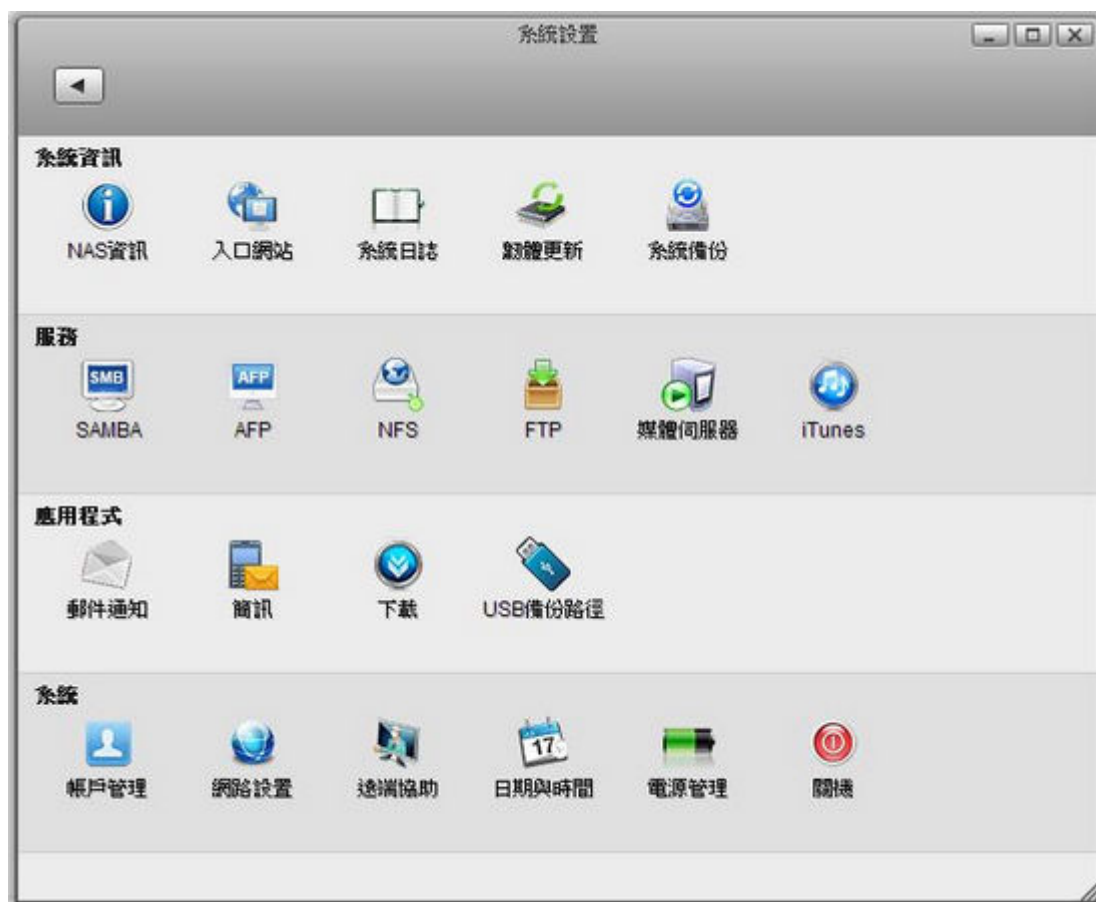 系統設置
系統資訊
NAS資訊 入口網站 系統日誌 韌體更新 系統備份
服務
SMB AFP
SAMBA AFP NFS FTP 媒體伺服器 iTunes
應用程式
郵件通知 簡訊 下載 USB備份路徑
系統
17
帳戶管理 網路設置 遠端協助 日期與時間 電源管理 關機